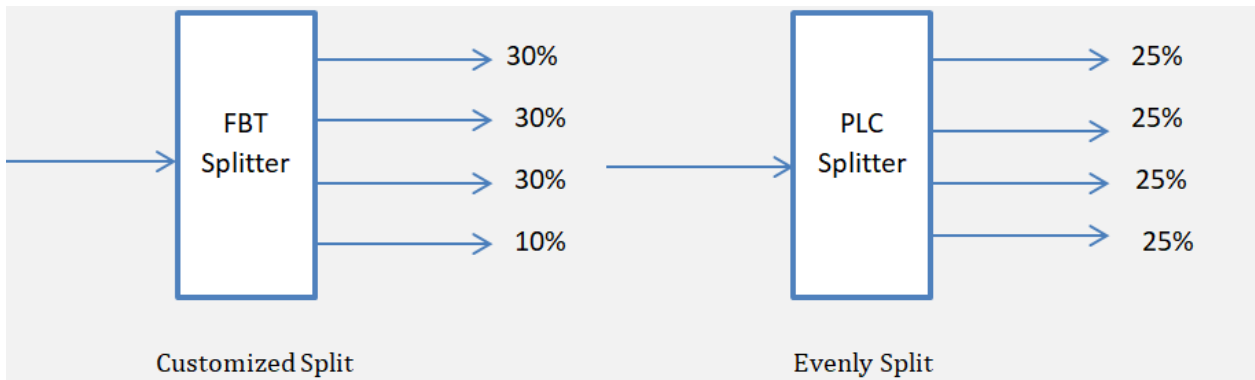 FBT
Splitter
30%
30%
30%
10%
Customized Split
PLC
Splitter
25%
25%
25%
25%
Evenly Split